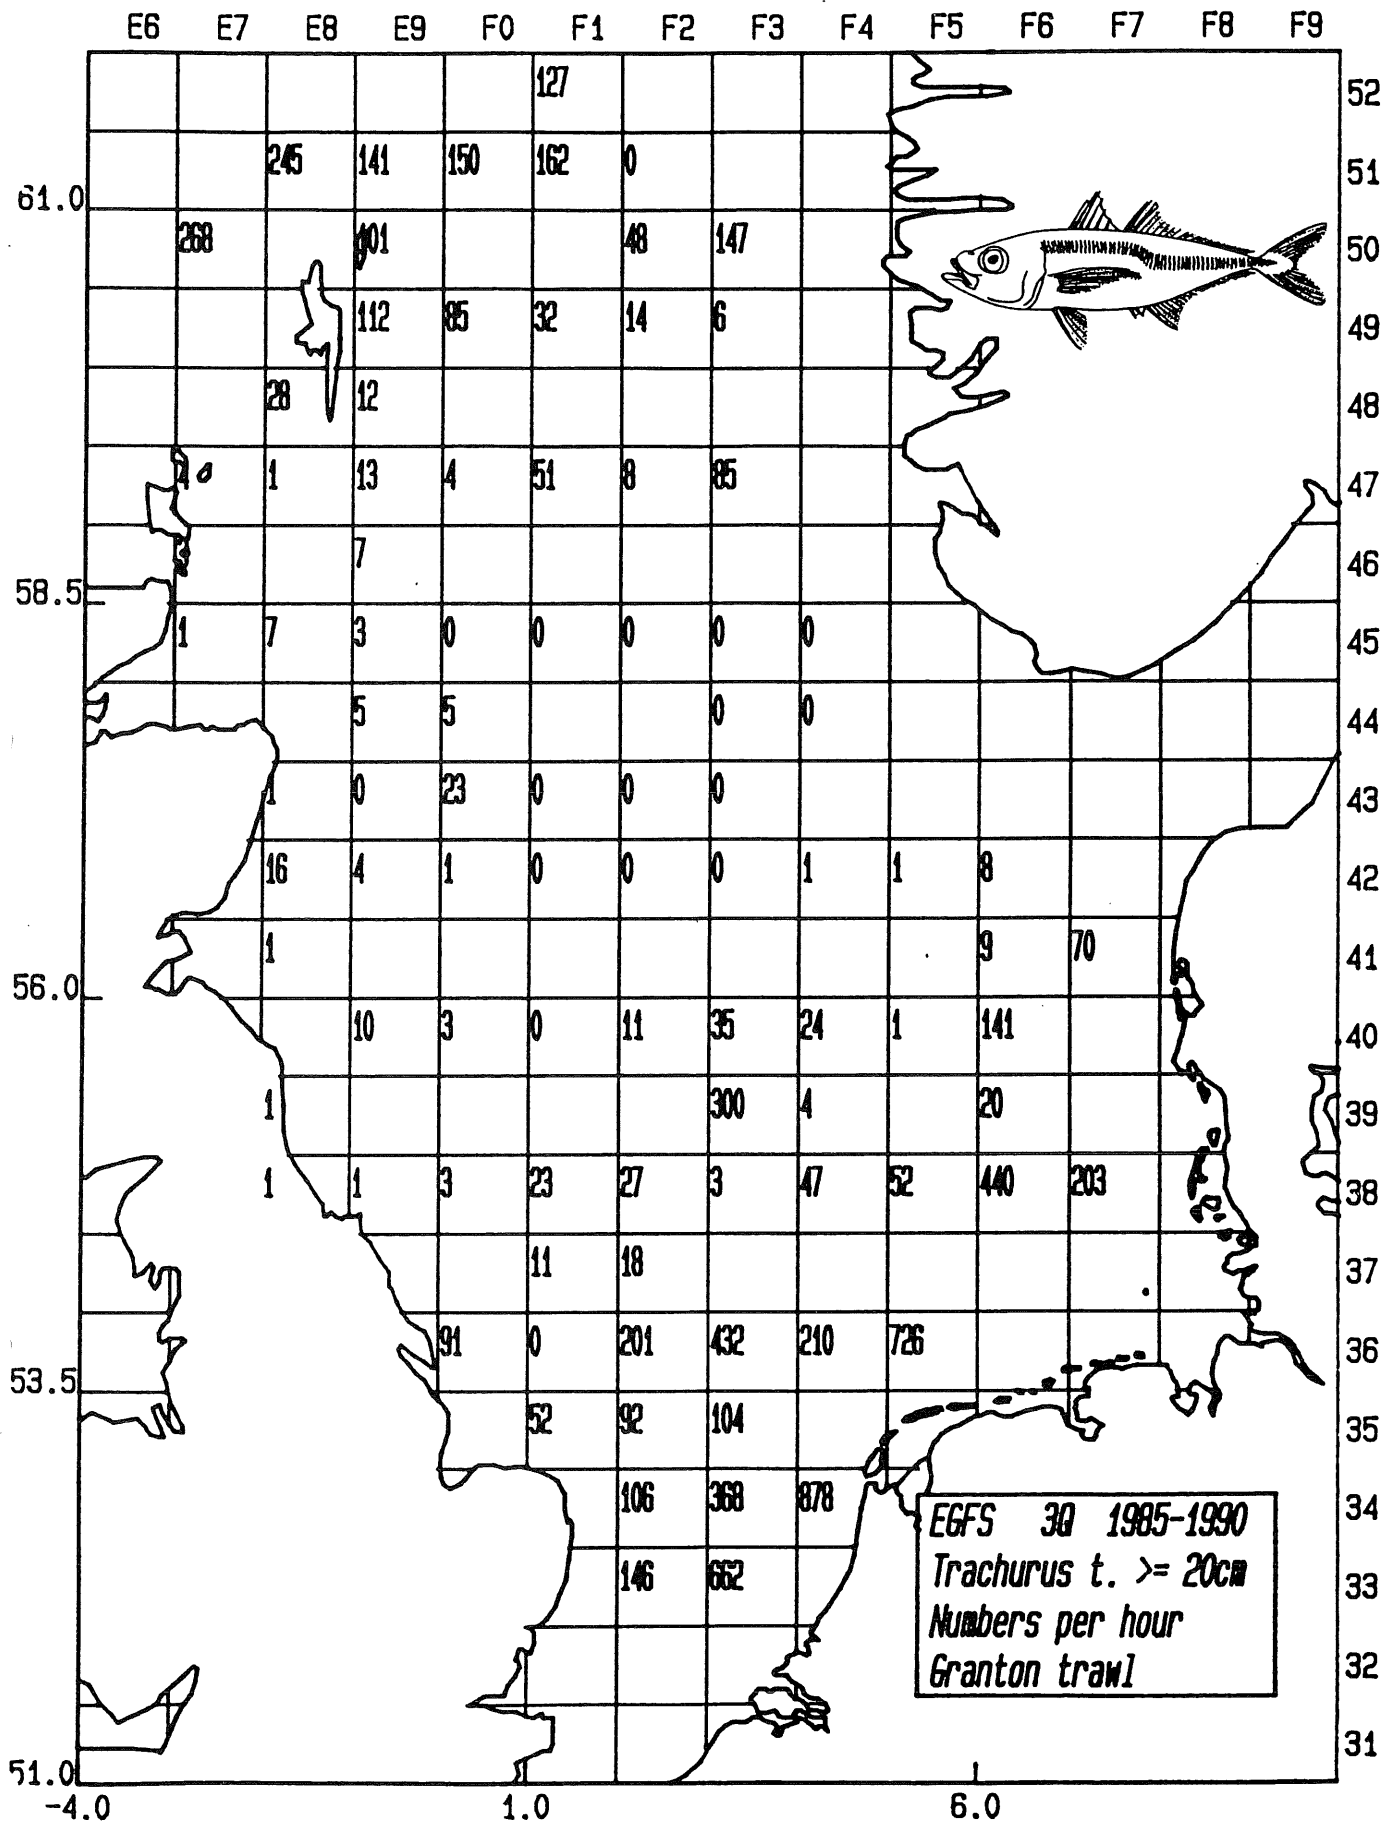 E6 E7 E8 E9 F0 F1 F2 F3 F4 F5 F6 F7 F8 F9
127 52
245 141 150 162 0 51
61.0
268 101 48 147 50
112 85 32 14 6 49
28 12 48
4 1 13 4 51 8 85 47
7 46
58.5
1 7 3 0 0 0 0 0 45
5 5 0 0 44
1 0 23 0 0 0 43
16 4 1 0 0 0 1 1 8 42
1 9 70 41
56.0
10 3 0 11 35 24 1 141 40
1 300 4 20 39
1 1 3 23 27 3 47 52 440 203 38
11 18 37
91 0 201 432 210 726 36
53.5
52 92 104 35
106 368 878 34
EGFS 3Q 1985-1990
Trachurus t. >= 20cm
146 662 33
Numbers per hour
Granton trawl
32
31
51.0
-4.0 1.0 6.0